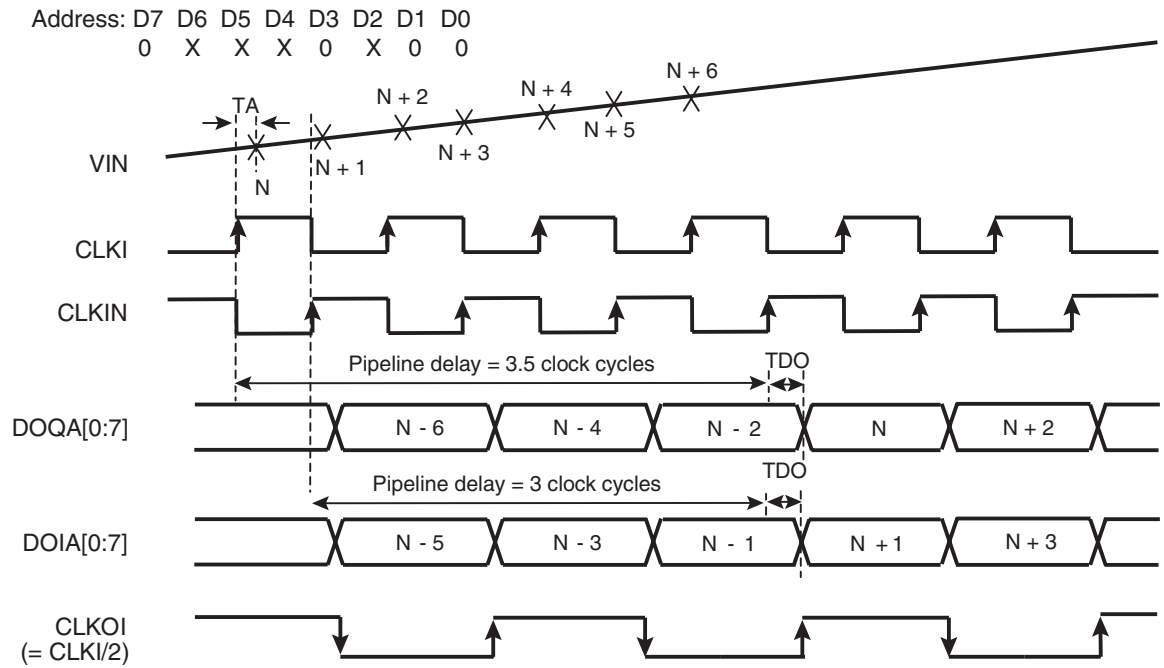 Address: D7 D6 D5 D4 D3 D2 D1 D0
0 X X X 0 X 0 0
TA
N + 2
N + 4
N + 6
VIN
N
N + 1
N + 3
N + 5
CLKI
CLKIN
Pipeline delay = 3.5 clock cycles
TDO
DOQA[0:7]
N - 6
N - 4
N - 2
N
N + 2
Pipeline delay = 3 clock cycles
TDO
DOIA[0:7]
N - 5
N - 3
N - 1
N + 1
N + 3
CLKOI
(= CLKI/2)